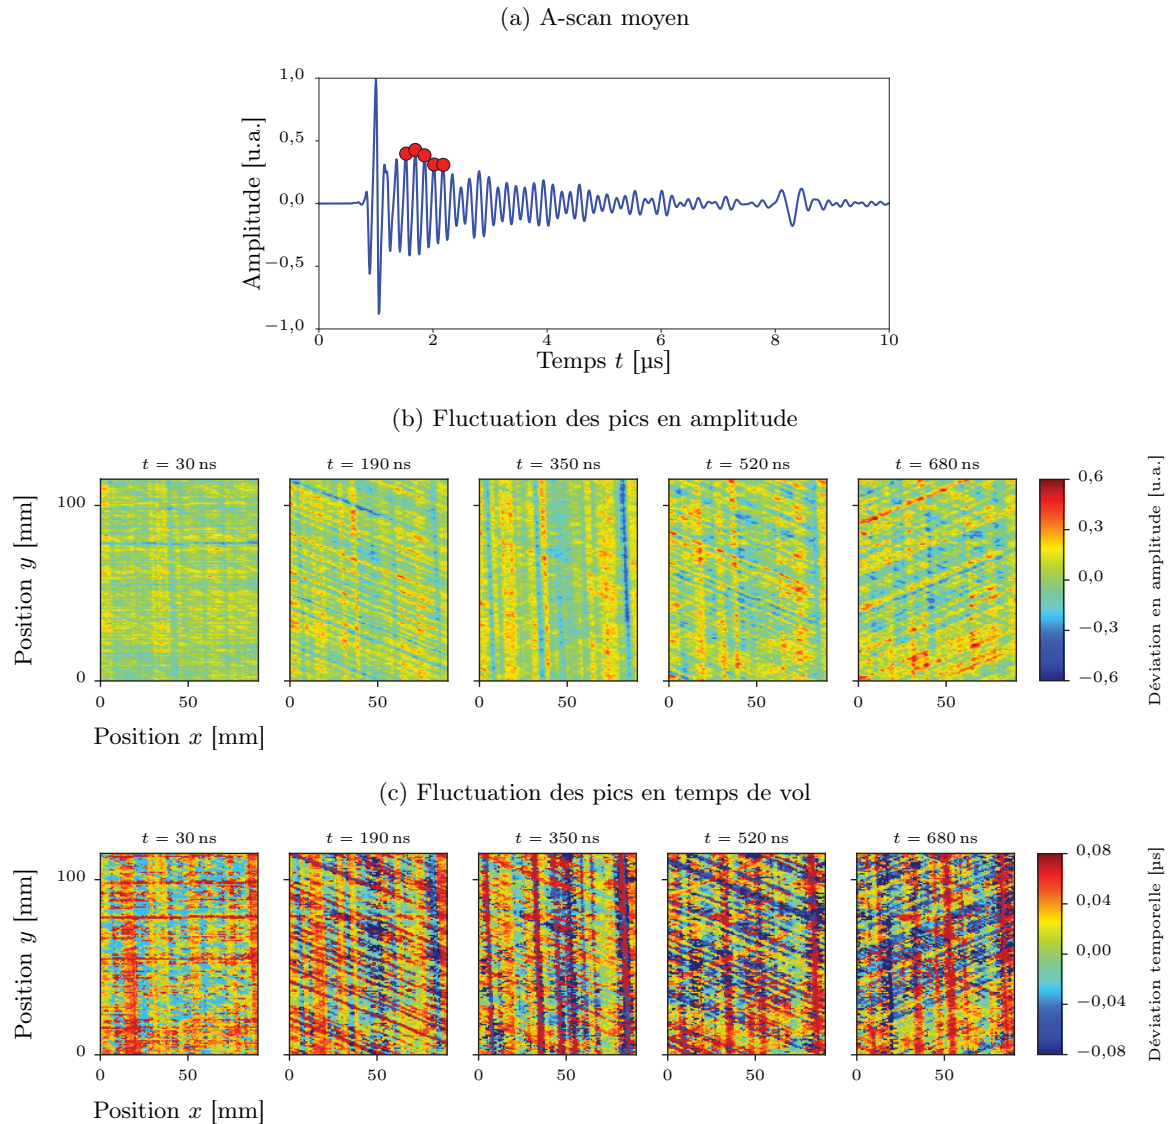 (a) A-scan moyen
1,0
0,5
0,0
−0,5
−1,0
Amplitude [u.a.]
0 2 4 6 8 10
Temps t [µs]
(b) Fluctuation des pics en amplitude
t = 30 ns t = 190 ns t = 350 ns t = 520 ns t = 680 ns
100
0
Position y [mm]
0 50 0 50 0 50 0 50 0 50
Position x [mm]
0,6
0,3
0,0
−0,3
−0,6
Déviation en amplitude [u.a.]
(c) Fluctuation des pics en temps de vol
t = 30 ns t = 190 ns t = 350 ns t = 520 ns t = 680 ns
100
0
Position y [mm]
0 50 0 50 0 50 0 50 0 50
Position x [mm]
0,08
0,04
0,00
−0,04
−0,08
Déviation temporelle [µs]